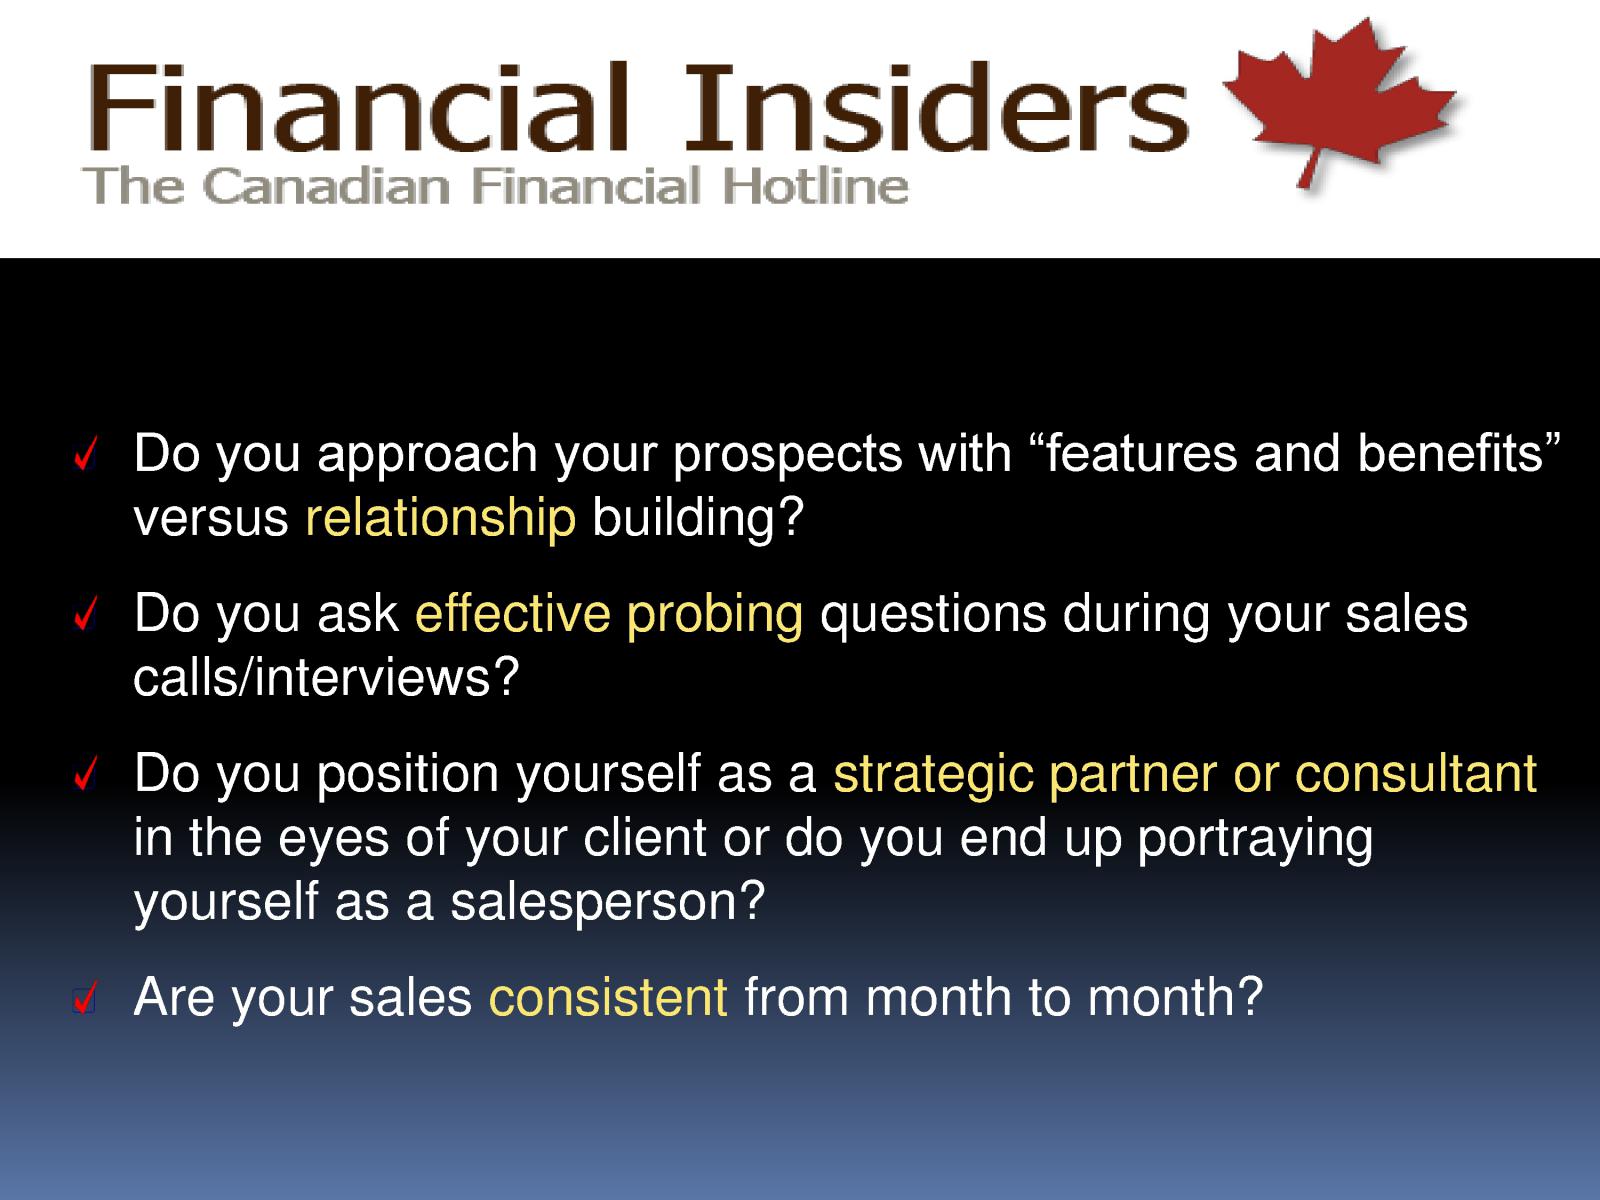 Financial Insiders
The Canadian Financial Hotline
Do you approach your prospects with “features and benefits”
versus relationship building?
Do you ask effective probing questions during your sales
calls/interviews?
Do you position yourself as a strategic partner or consultant
in the eyes of your client or do you end up portraying
yourself as a salesperson?
Are your sales consistent from month to month?